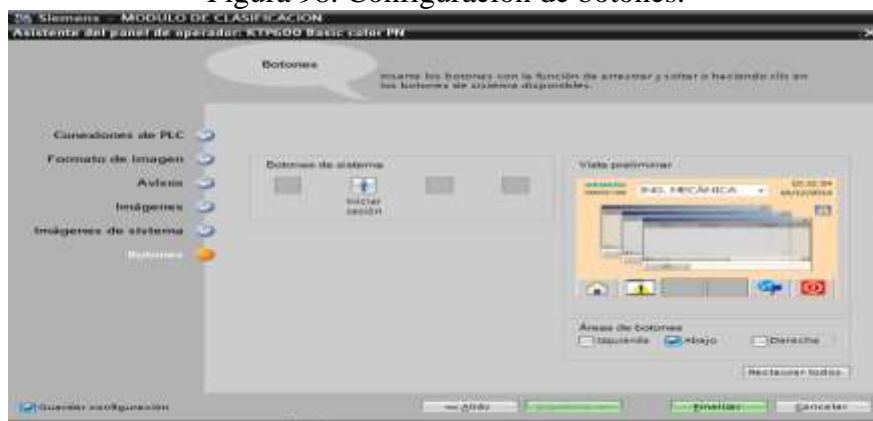 Figura 98. Configuración de botones.
Siemens - MODULO DE CLASIFICACION
Asistente del panel de operador: KTP600 Basic color PN
Botones
Inserte los botones con la función de arrastrar y soltar o haciendo clic en
los botones de sistema disponibles.
Conexiones de PLC
Formato de imagen
Avisos
Imágenes
Imágenes de sistema
Botones
Botones de sistema
Iniciar
sesión
Vista preliminar
ING. MECÁNICA
Áreas de botones
Izquierda
Abajo
Derecha
Restaurar todos
Guardar configuración
<< Atrás
Finalizar
Cancelar